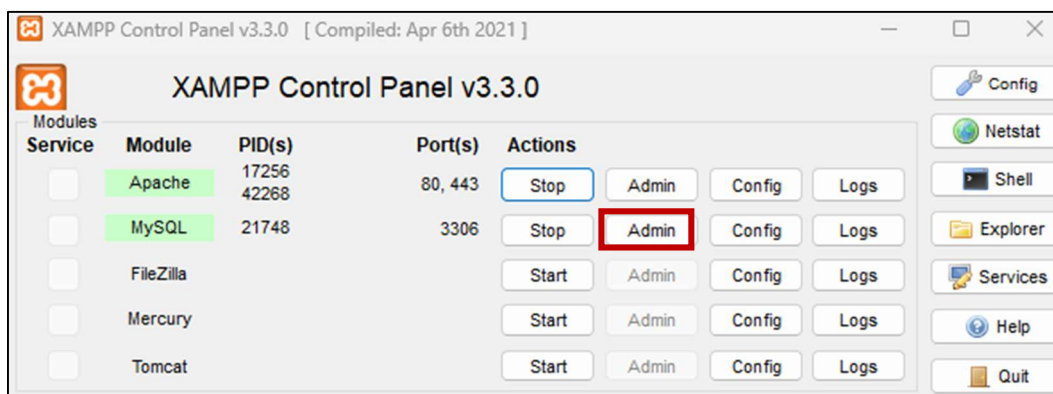 XAMPP Control Panel v3.3.0 [ Compiled: Apr 6th 2021 ]
XAMPP Control Panel v3.3.0
Config
Modules
Service Module PID(s) Port(s) Actions
Netstat
Apache 17256 42268 80, 443 Stop Admin Config Logs
Shell
MySQL 21748 3306 Stop Admin Config Logs
Explorer
FileZilla Start Admin Config Logs
Services
Mercury Start Admin Config Logs
Help
Tomcat Start Admin Config Logs
Quit